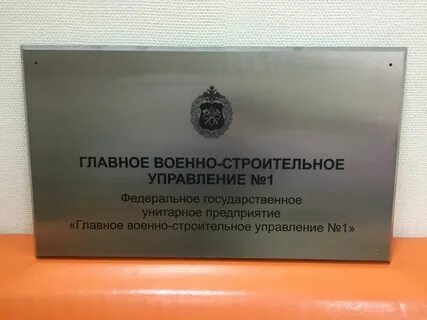 ГЛАВНОЕ ВОЕННО-СТРОИТЕЛЬНОЕ
УПРАВЛЕНИЕ №1
Федеральное государственное
унитарное предприятие
«Главное военно-строительное управление №1»